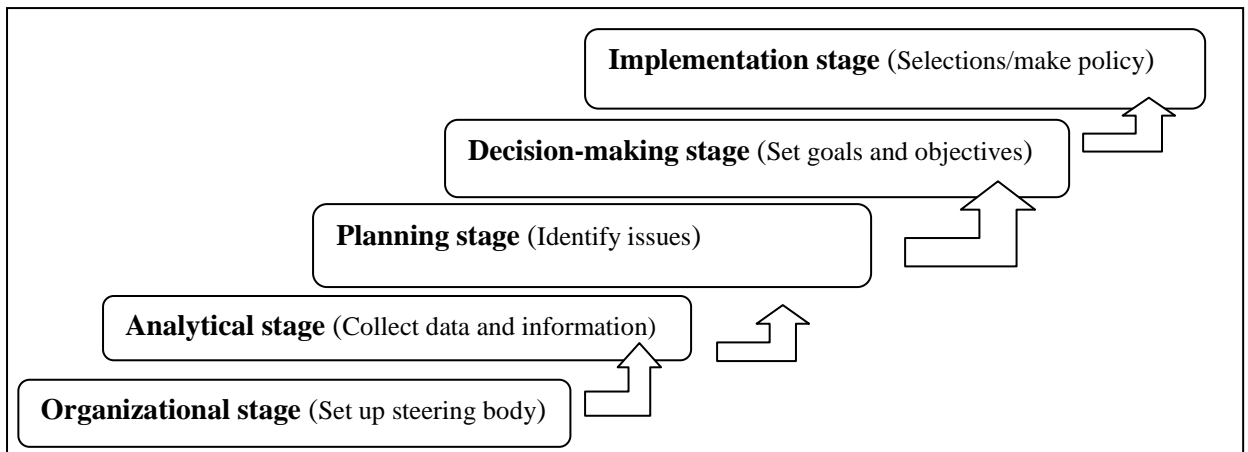 Implementation stage (Selections/make policy)
Decision-making stage (Set goals and objectives)
Planning stage (Identify issues)
Analytical stage (Collect data and information)
Organizational stage (Set up steering body)